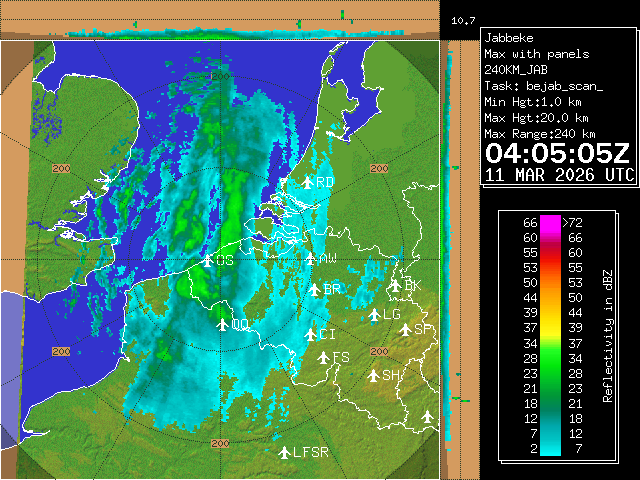 10.7
Jabbeke
Max with panels
240KM_JAB
Task: bejab_scan_
Min Hgt:1.0 km
Max Hgt:20.0 km
Max Range:240 km
04:05:05Z
11 MAR 2026 UTC
200
200
200
RD
OS
AW
BR
BK
LG
QO
CI
SP
FS
SH
200
200
LFSR
66 >72
60 66
55 60
53 55
50 53
44 50
39 44
37 39
34 37
28 34
23 28
21 23
18 21
12 18
7 12
2 7
Reflectivity in dBZ